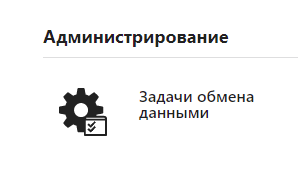 Администрирование
Задачи обмена
данными